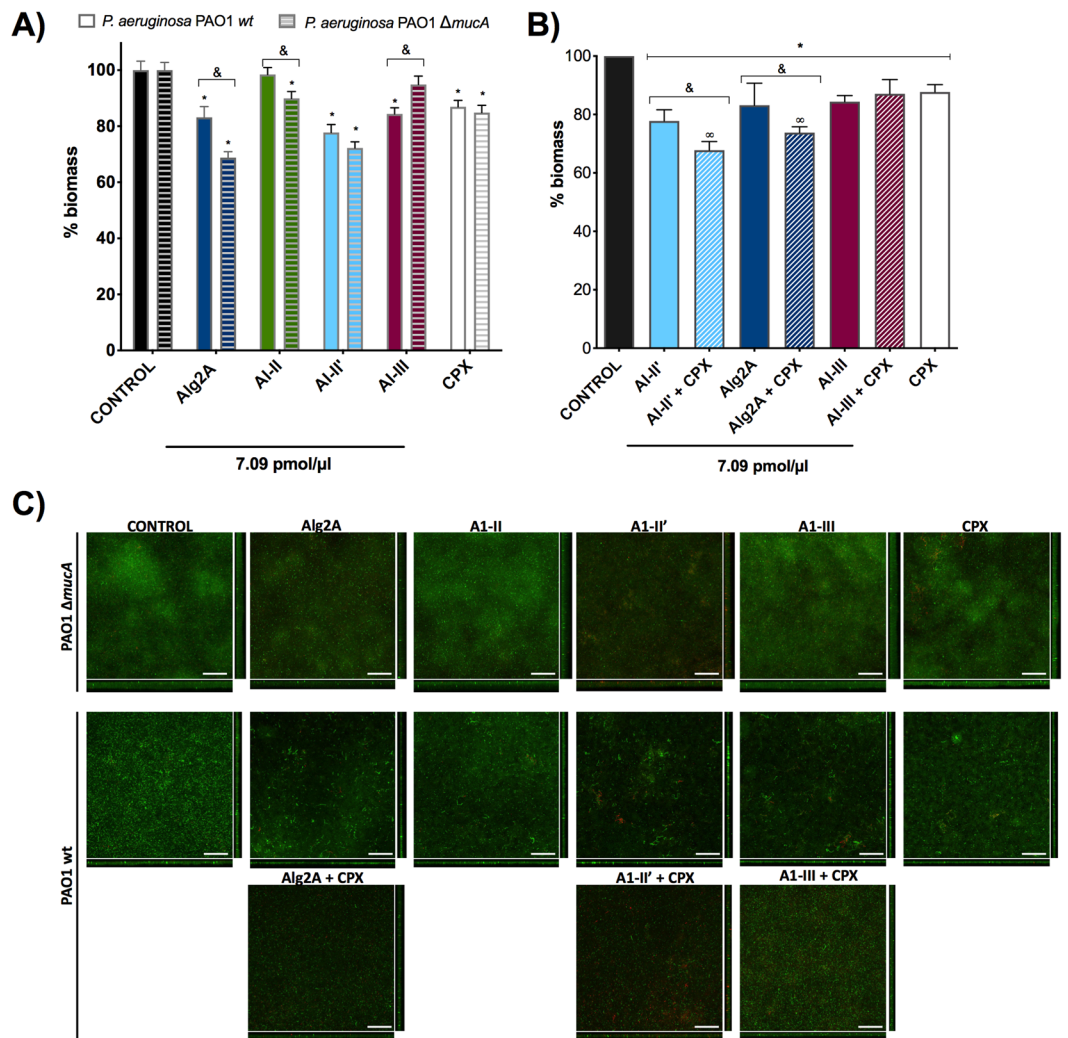 A)
P. aeruginosa PAO1 wt
P. aeruginosa PAO1 ΔmucA
% biomass
100
80
60
40
20
0
&
&
&
*
*
*
*
*
*
*
*
CONTROL
Alg2A
AI-II
AI-II'
AI-III
CPX
7.09 pmol/µl
B)
% biomass
100
80
60
40
20
0
*
&
&
∞
∞
CONTROL
AI-II'
AI-II' + CPX
Alg2A
Alg2A + CPX
AI-III
AI-III + CPX
CPX
7.09 pmol/µl
C)
CONTROL
Alg2A
A1-II
A1-II'
A1-III
CPX
PAO1 ΔmucA
PAO1 wt
Alg2A + CPX
A1-II' + CPX
A1-III + CPX